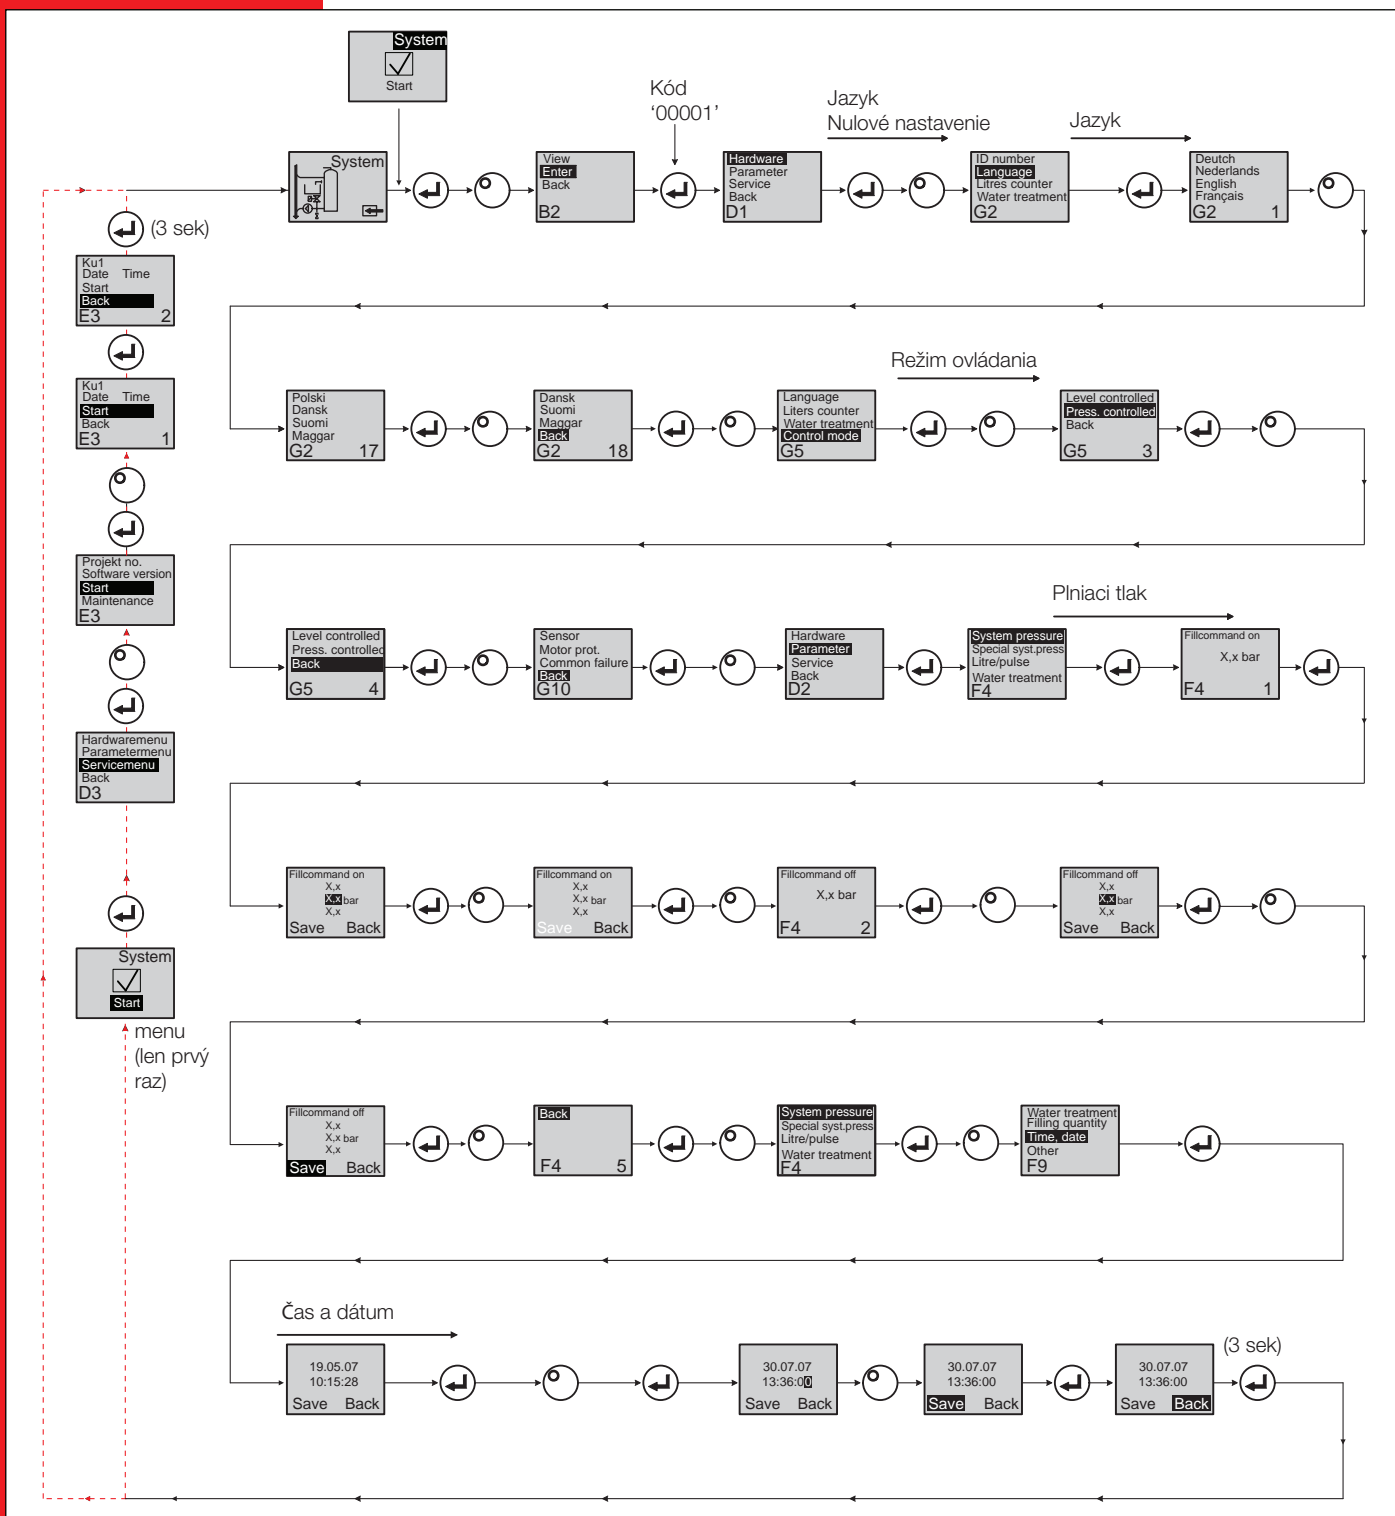 System
Start
Kód
‘00001’
Jazyk
Nulové nastavenie
Jazyk
System
View
Enter
Back
B2
Hardware
Parameter
Service
Back
D1
ID number
Language
Litres counter
Water treatment
G2
Deutch
Nederlands
English
Français
G2 1
(3 sek)
Ku1
Date Time
Start
Back
E3 2
Ku1
Date Time
Start
Back
E3 1
Projekt no.
Software version
Start
Maintenance
E3
Hardwaremenu
Parametermenu
Servicemenu
Back
D3
System
Start
menu
(len prvý
raz)
Režim ovládania
Polski
Dansk
Suomi
Maggar
G2 17
Dansk
Suomi
Maggar
Back
G2 18
Language
Liters counter
Water treatment
Control mode
G5
Level controlled
Press. controlled
Back
G5 3
Plniaci tlak
Level controlled
Press. controlled
Back
G5 4
Sensor
Motor prot.
Common failure
Back
G10
Hardware
Parameter
Service
Back
D2
System pressure
Special syst.press
Litre/pulse
Water treatment
F4
Fillcommand on
X,x bar
F4 1
Fillcommand on
X,x
X,x bar
X,x
Save Back
Fillcommand on
X,x
X,x bar
X,x
Save Back
Fillcommand off
X,x bar
F4 2
Fillcommand off
X,x
X,x bar
X,x
Save Back
Fillcommand off
X,x
X,x bar
X,x
Save Back
Back
F4 5
System pressure
Special syst.press
Litre/pulse
Water treatment
F4
Water treatment
Filling quantity
Time, date
Other
F9
Čas a dátum
19.05.07
10:15:28
Save Back
30.07.07
13:36:00
Save Back
30.07.07
13:36:00
Save Back
30.07.07
13:36:00
Save Back
(3 sek)